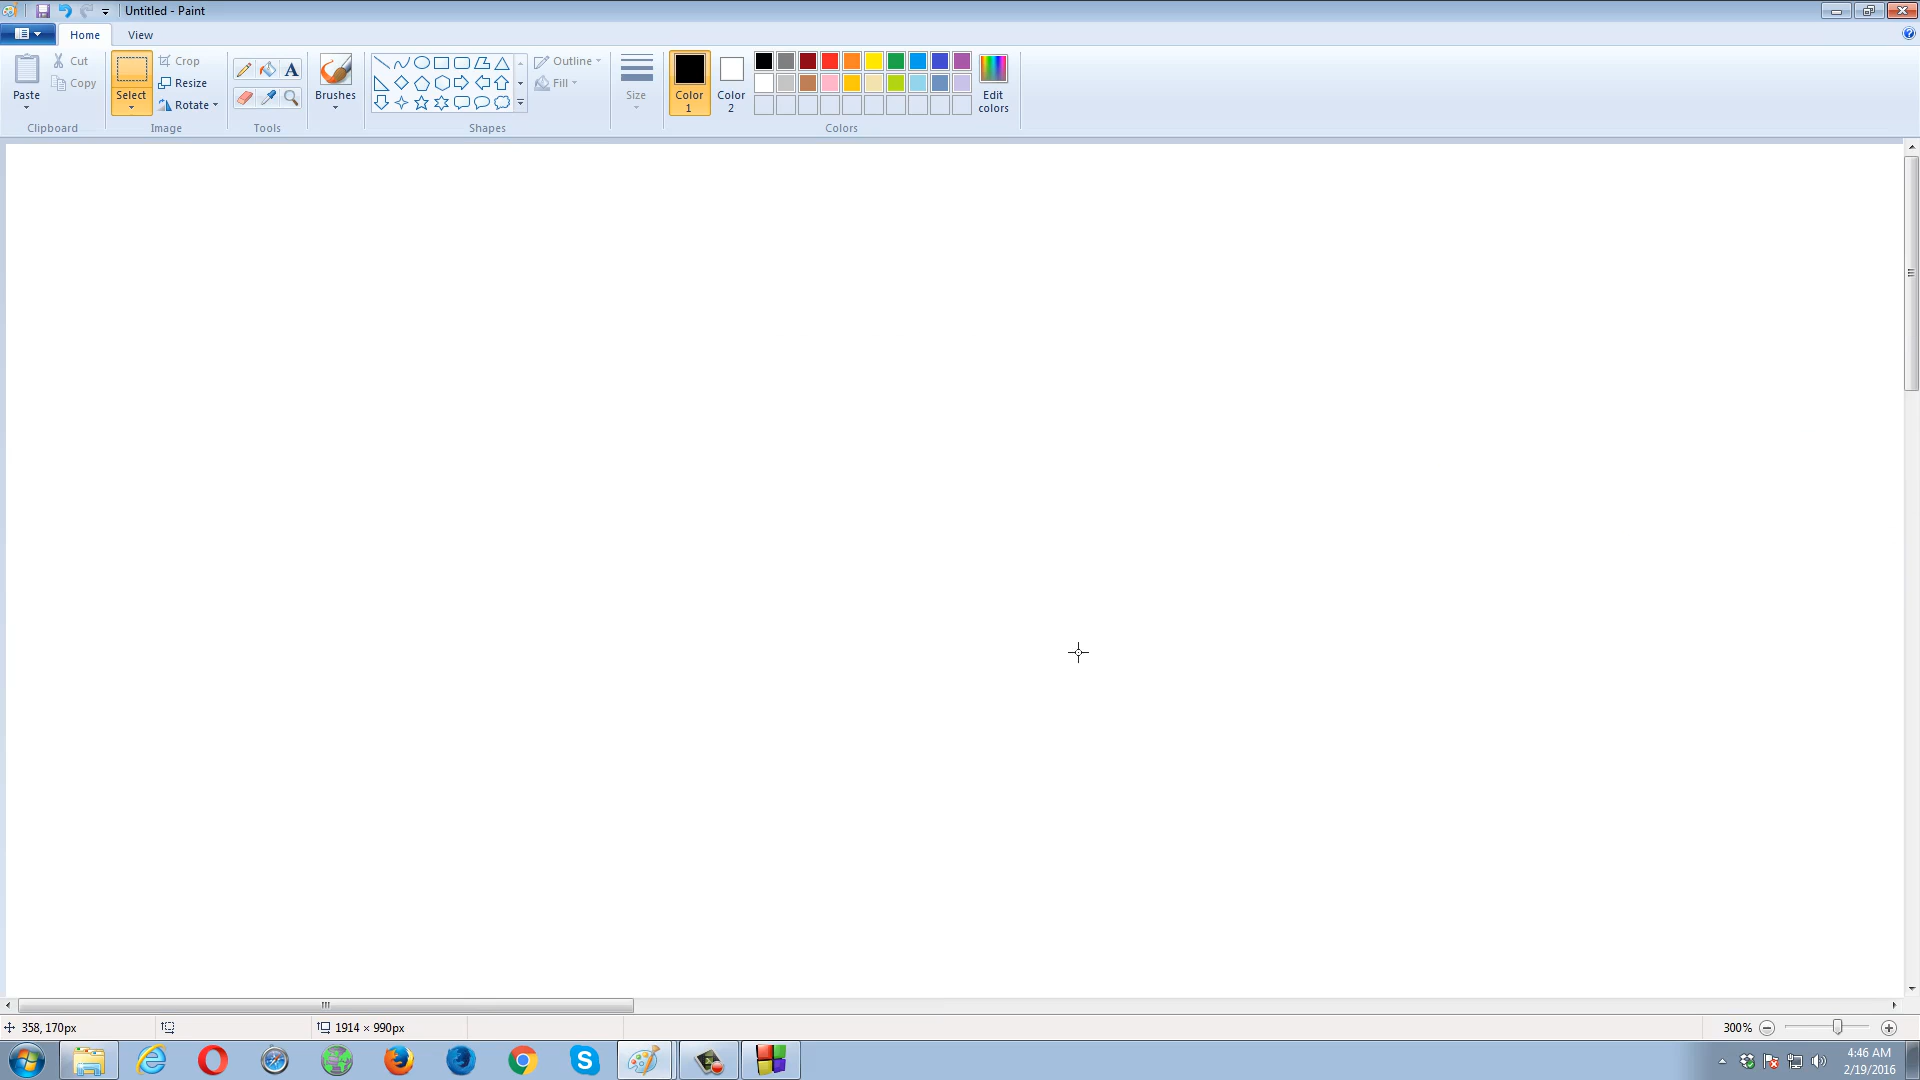 Untitled - Paint
Home View
Paste Cut Copy Clipboard
Select Crop Resize Rotate Image
A
Tools
Brushes
Outline Fill Shapes
Size
Color 1
Color 2
Edit colors
Colors
358, 170px 1914 × 990px 300%
4:46 AM
2/19/2016